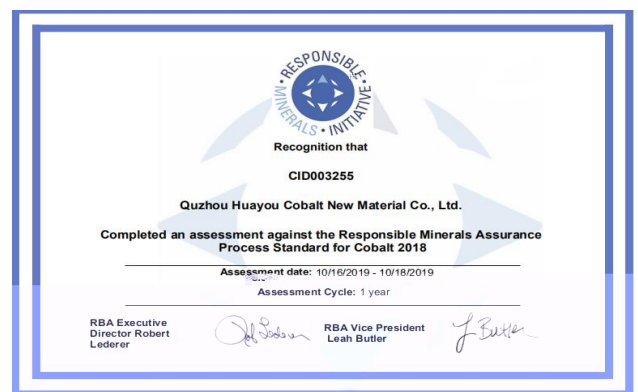 RESPONSIBLE
MINERALS • INITIATIVE
Recognition that
CID003255
Quzhou Huayou Cobalt New Material Co., Ltd.
Completed an assessment against the Responsible Minerals Assurance
Process Standard for Cobalt 2018
Assessment date: 10/16/2019 - 10/18/2019
Assessment Cycle: 1 year
RBA Executive
Director Robert
Lederer
RBA Vice President
Leah Butler